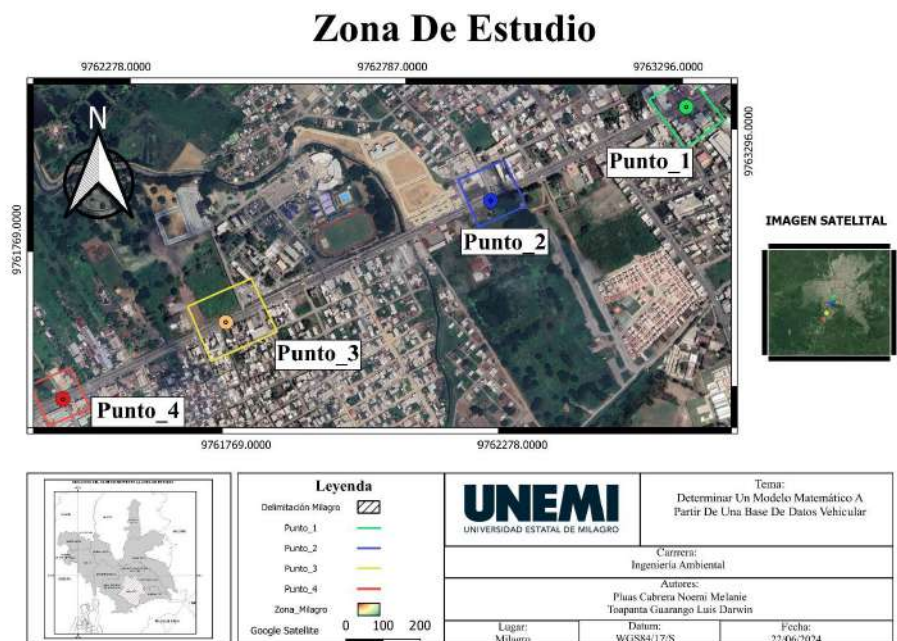 Zona De Estudio
9762278.0000
9762787.0000
9763296.0000
9763296.0000
9761769.0000
N
Punto_1
Punto_2
Punto_3
Punto_4
9761769.0000
9762278.0000
IMAGEN SATELITAL
Leyenda
Delimitación Milagro
Punto_1
Punto_2
Punto_3
Punto_4
Zona_Milagro
Google Satellite
0 100 200
UNEMI
UNIVERSIDAD ESTATAL DE MILAGRO
Tema:
Determinar Un Modelo Matemático A
Partir De Una Base De Datos Vehicular
Carrera:
Ingeniería Ambiental
Autores:
Pluas Cabrera Noemi Melanie
Toapanta Guarango Luis Darwin
Lugar:
Milagro
Datum:
WGS84/17/S
Fecha:
22/06/2024